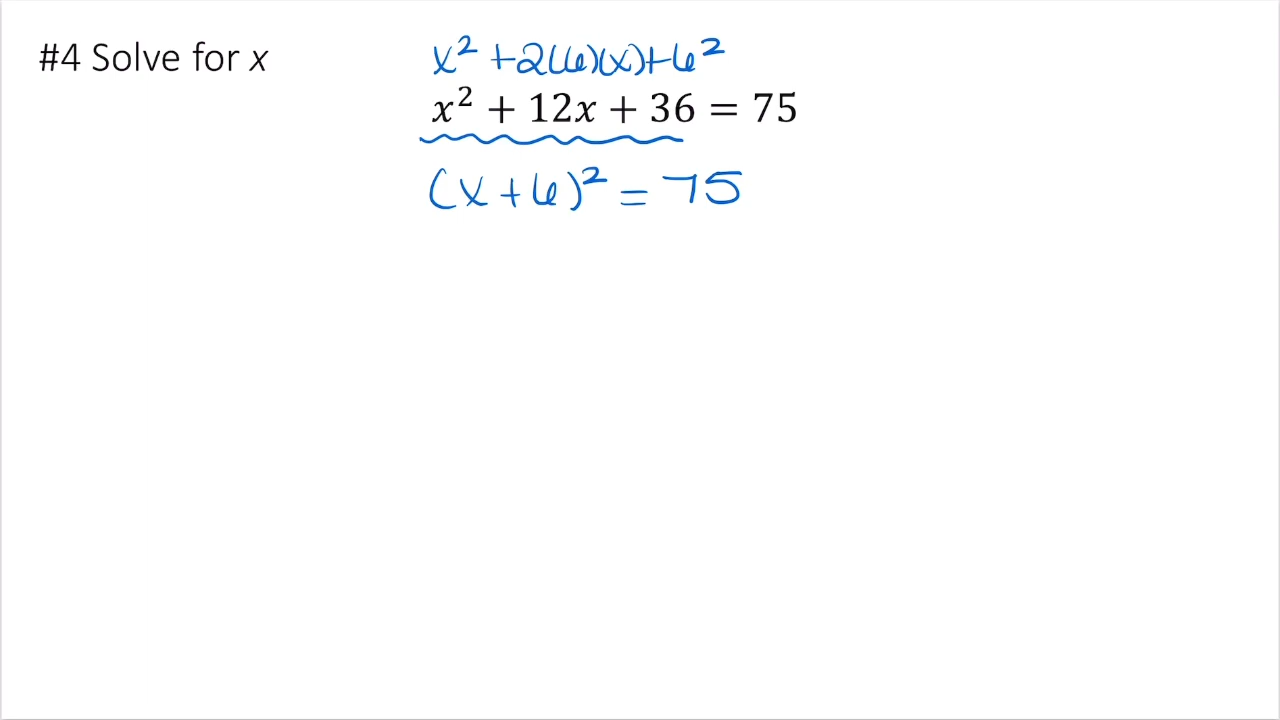 #4 Solve for x
x² + 2(6)(x) + 6²
x² + 12x + 36 = 75
(x + 6)² = 75